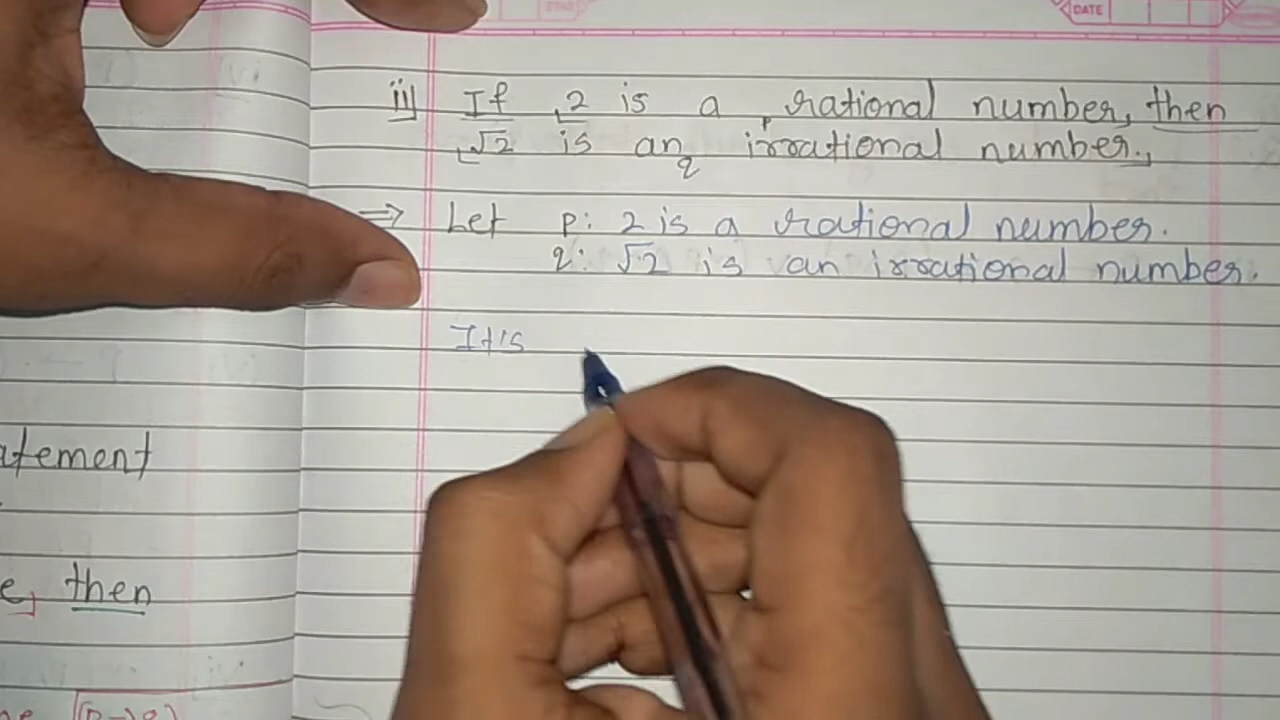 DATE
iii] If 2 is a rational number, then
p
√2 is an irrational number.,
q
⇒ Let p: 2 is a rational number.
q: √2 is an irrational number.
It's
atement
e, then
(p→q)